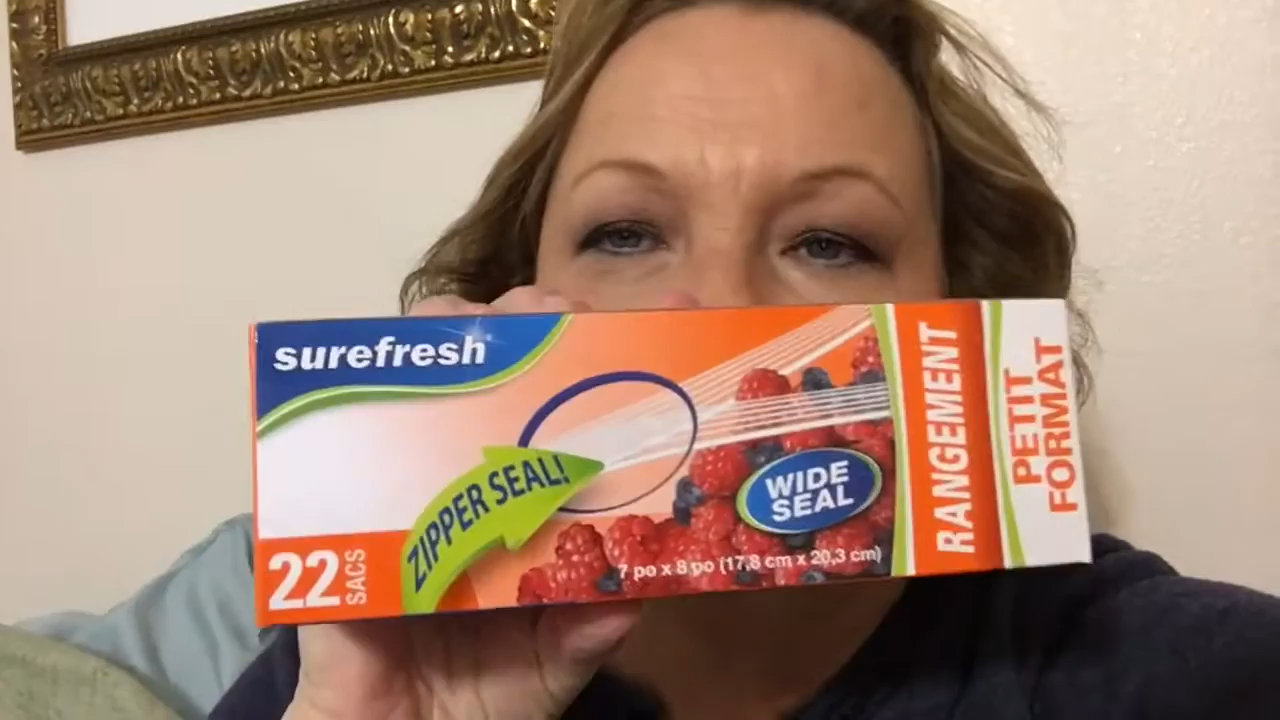 surefresh
ZIPPER SEAL!
WIDE
SEAL
22
SACS
7 po x 8 po (17,8 cm x 20,3 cm)
RANGEMENT
PETIT
FORMAT